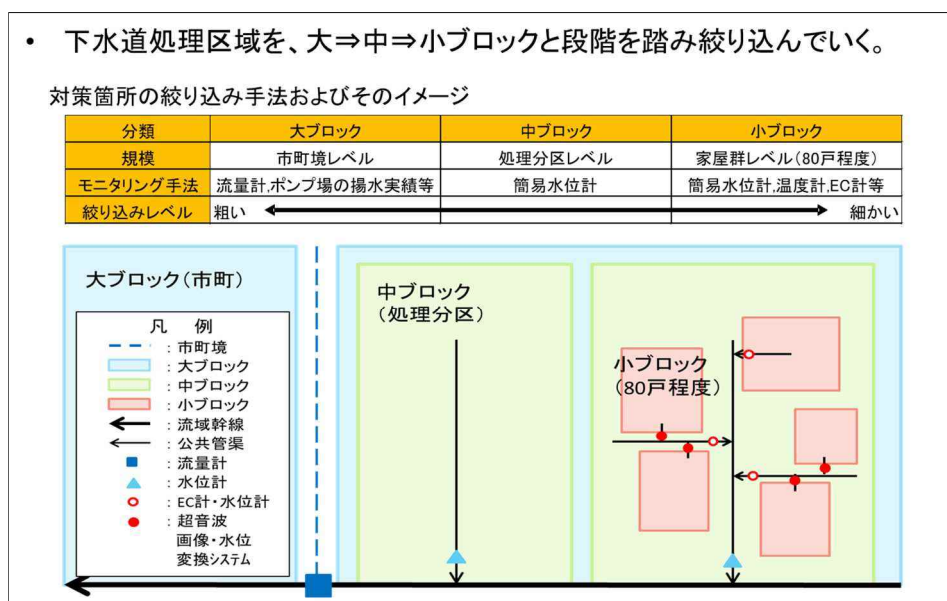 • 下水道処理区域を、大⇒中⇒小ブロックと段階を踏み絞り込んでいく。
対策箇所の絞り込み手法およびそのイメージ
分類 大ブロック 中ブロック 小ブロック
規模 市町境レベル 処理分区レベル 家屋群レベル(80戸程度)
モニタリング手法 流量計,ポンプ場の揚水実績等 簡易水位計 簡易水位計,温度計,EC計等
絞り込みレベル 粗い 細かい
大ブロック(市町)
凡 例
:市町境
:大ブロック
:中ブロック
:小ブロック
:流域幹線
:公共管渠
:流量計
:水位計
:EC計・水位計
:超音波
画像・水位
変換システム
中ブロック
(処理分区)
小ブロック
(80戸程度)